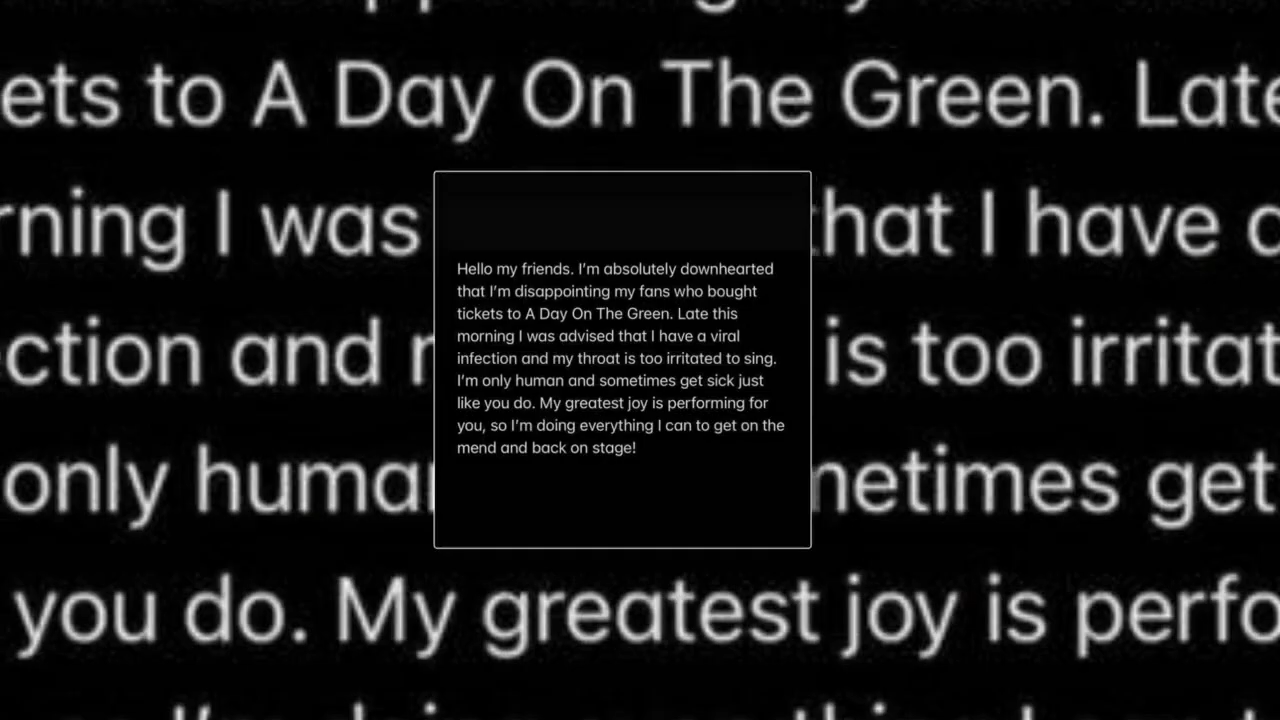 ets to A Day On The Green. Late
rning I was that I have a
ction and is too irritat
only huma metimes get
you do. My greatest joy is perfo
Hello my friends. I'm absolutely downhearted
that I'm disappointing my fans who bought
tickets to A Day On The Green. Late this
morning I was advised that I have a viral
infection and my throat is too irritated to sing.
I'm only human and sometimes get sick just
like you do. My greatest joy is performing for
you, so I'm doing everything I can to get on the
mend and back on stage!